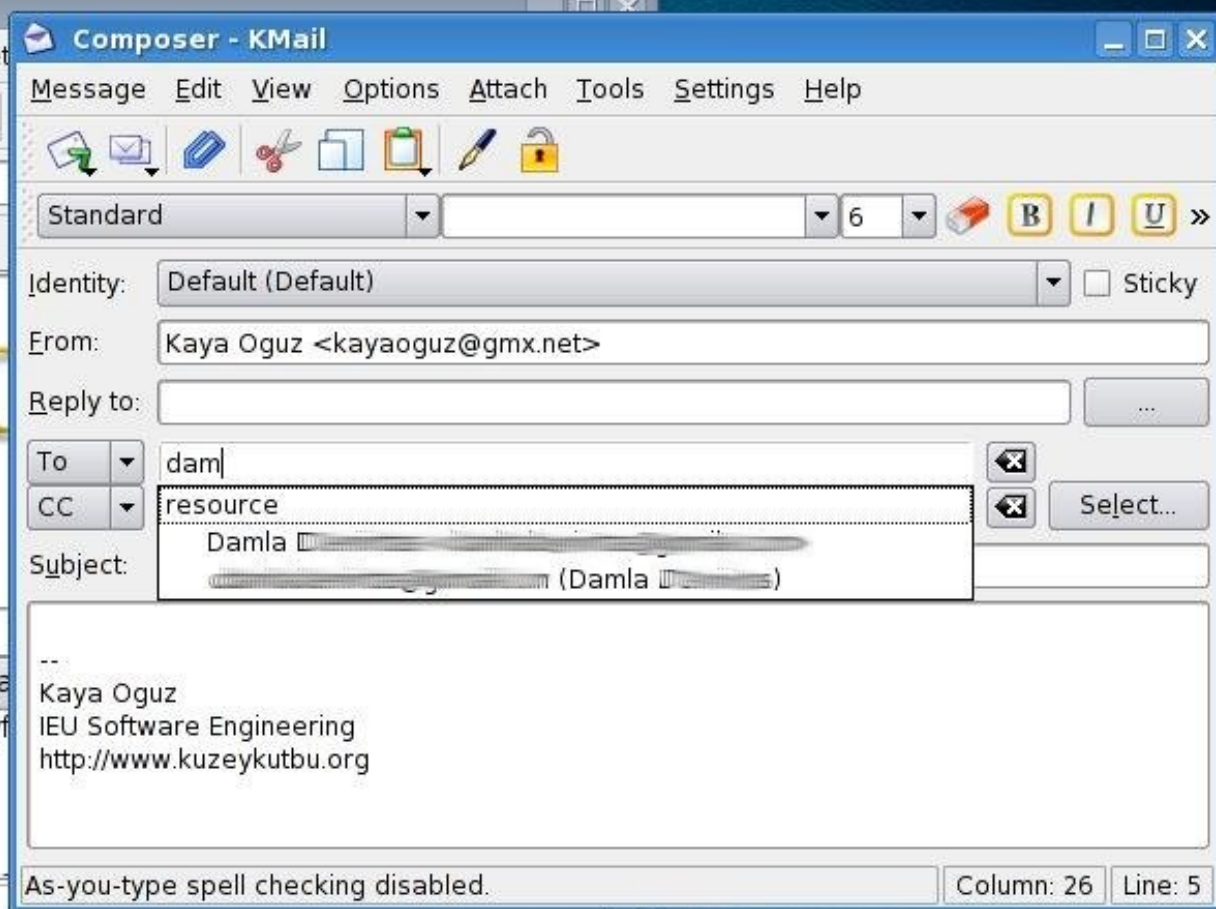 Composer - KMail
Message Edit View Options Attach Tools Settings Help
Standard 6 B I U »
Identity: Default (Default) Sticky
From: Kaya Oguz <kayaoguz@gmx.net>
Reply to: ...
To dam
CC resource Select...
Damla
(Damla )
Subject:
--
Kaya Oguz
IEU Software Engineering
http://www.kuzeykutbu.org
As-you-type spell checking disabled. Column: 26 Line: 5